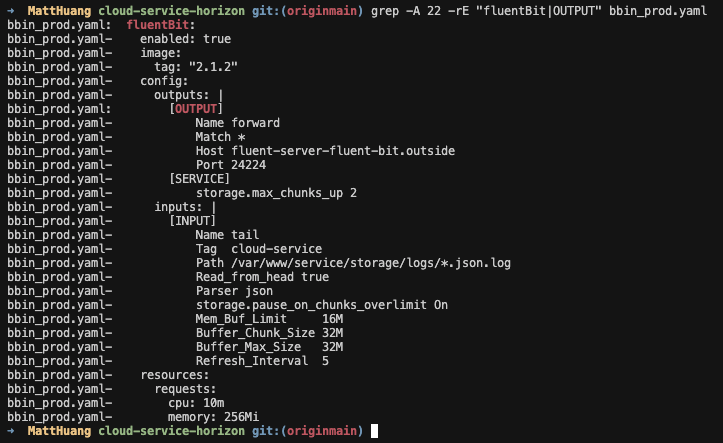 →  MattHuang cloud-service-horizon git:(originmain) grep -A 22 -rE "fluentBit|OUTPUT" bbin_prod.yaml
bbin_prod.yaml:  fluentBit:
bbin_prod.yaml-    enabled: true
bbin_prod.yaml-    image:
bbin_prod.yaml-      tag: "2.1.2"
bbin_prod.yaml-    config:
bbin_prod.yaml-      outputs: |
bbin_prod.yaml:        [OUTPUT]
bbin_prod.yaml-            Name forward
bbin_prod.yaml-            Match *
bbin_prod.yaml-            Host fluent-server-fluent-bit.outside
bbin_prod.yaml-            Port 24224
bbin_prod.yaml-        [SERVICE]
bbin_prod.yaml-            storage.max_chunks_up 2
bbin_prod.yaml-      inputs: |
bbin_prod.yaml-        [INPUT]
bbin_prod.yaml-            Name tail
bbin_prod.yaml-            Tag  cloud-service
bbin_prod.yaml-            Path /var/www/service/storage/logs/*.json.log
bbin_prod.yaml-            Read_from_head true
bbin_prod.yaml-            Parser json
bbin_prod.yaml-            storage.pause_on_chunks_overlimit On
bbin_prod.yaml-            Mem_Buf_Limit     16M
bbin_prod.yaml-            Buffer_Chunk_Size 32M
bbin_prod.yaml-            Buffer_Max_Size   32M
bbin_prod.yaml-            Refresh_Interval  5
bbin_prod.yaml-    resources:
bbin_prod.yaml-      requests:
bbin_prod.yaml-        cpu: 10m
bbin_prod.yaml-        memory: 256Mi
→  MattHuang cloud-service-horizon git:(originmain)